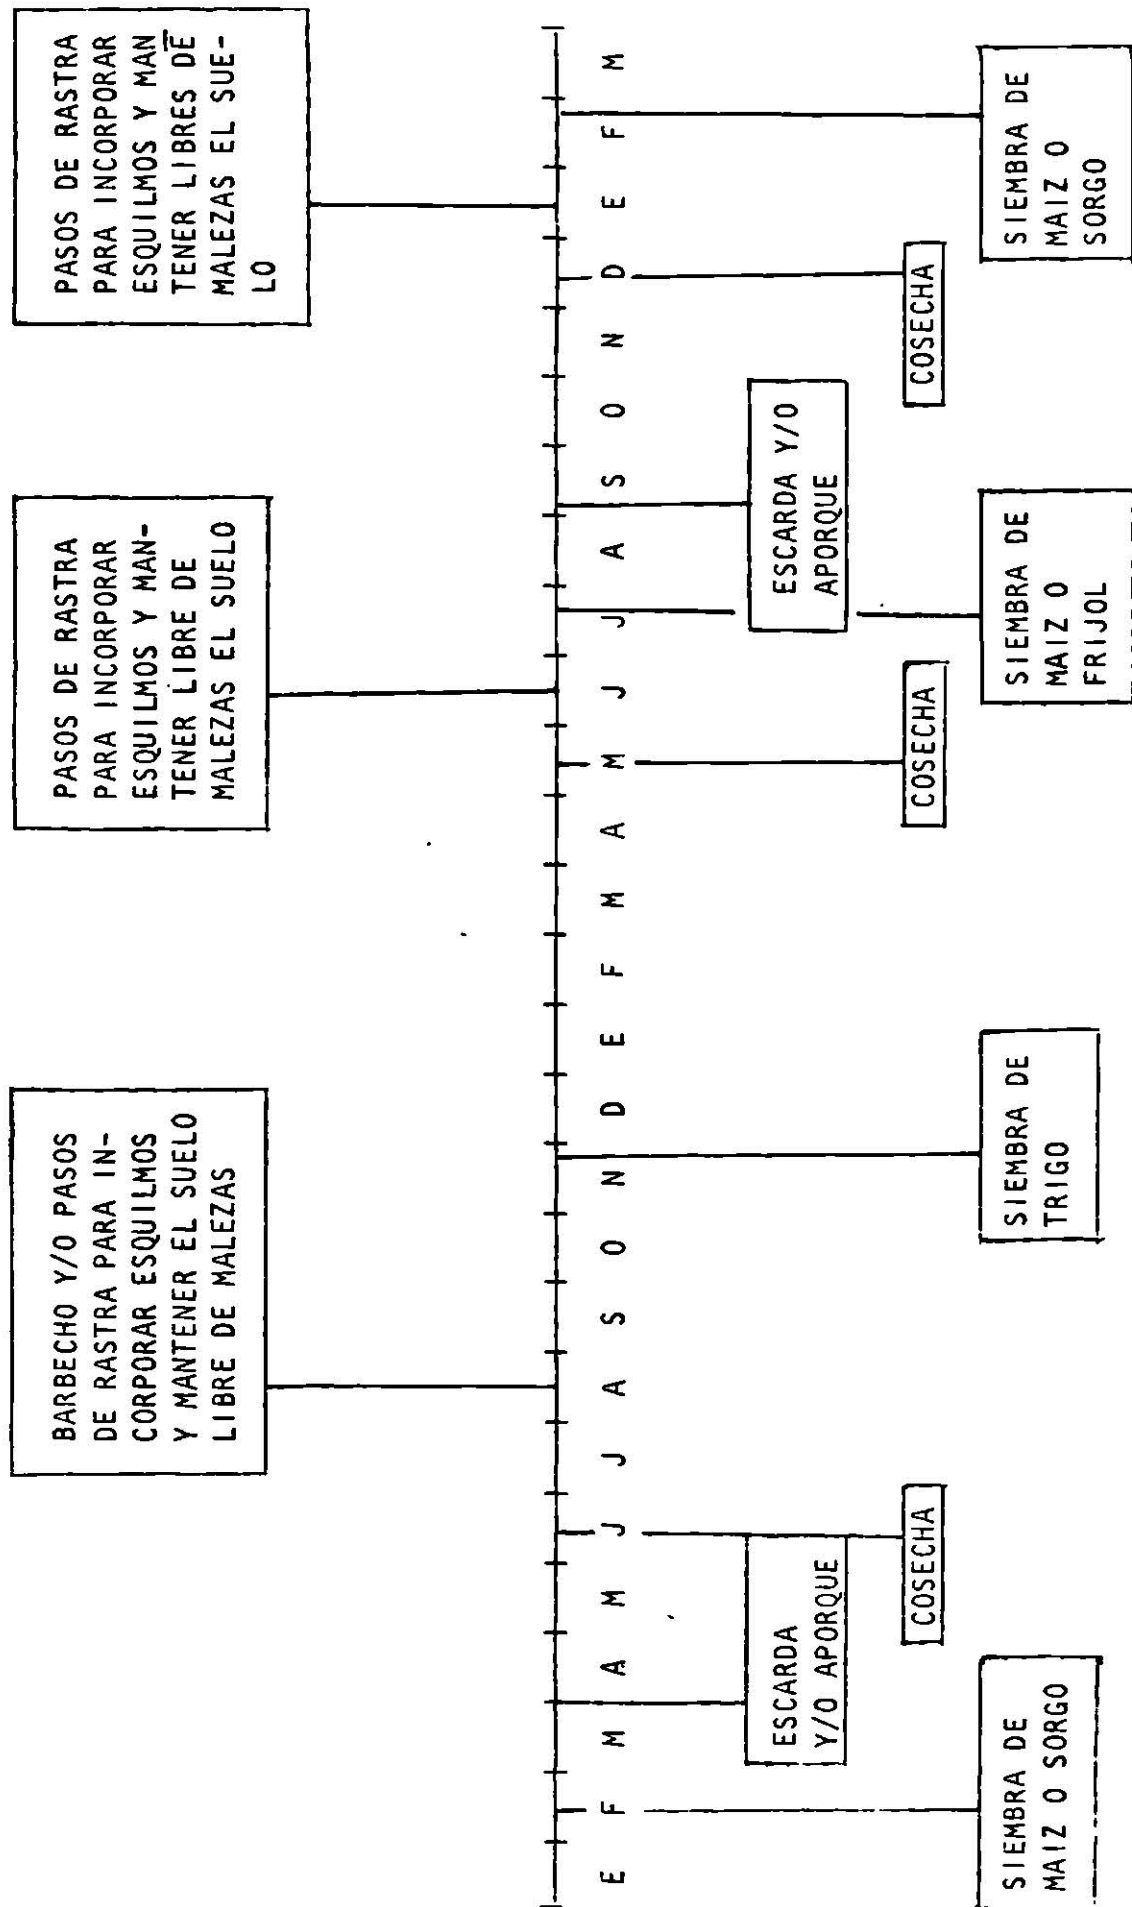 BARBECHO Y/O PASOS
DE RASTRA PARA IN-
CORPORAR ESQUILMOS
Y MANTENER EL SUELO
LIBRE DE MALEZAS
PASOS DE RASTRA
PARA INCORPORAR
ESQUILMOS Y MAN-
TENER LIBRE DE
MALEZAS EL SUELO
PASOS DE RASTRA
PARA INCORPORAR
ESQUILMOS Y MAN
TENER LIBRES DE
MALEZAS EL SUE-
LO
E F M A M J J A S O N D E F M A M J J A S O N D E F M
ESCARDA
Y/O APORQUE
ESCARDA Y/O
APORQUE
COSECHA
COSECHA
COSECHA
SIEMBRA DE
MAIZ O SORGO
SIEMBRA DE
TRIGO
SIEMBRA DE
MAIZ O
FRIJOL
SIEMBRA DE
MAIZ O
SORGO